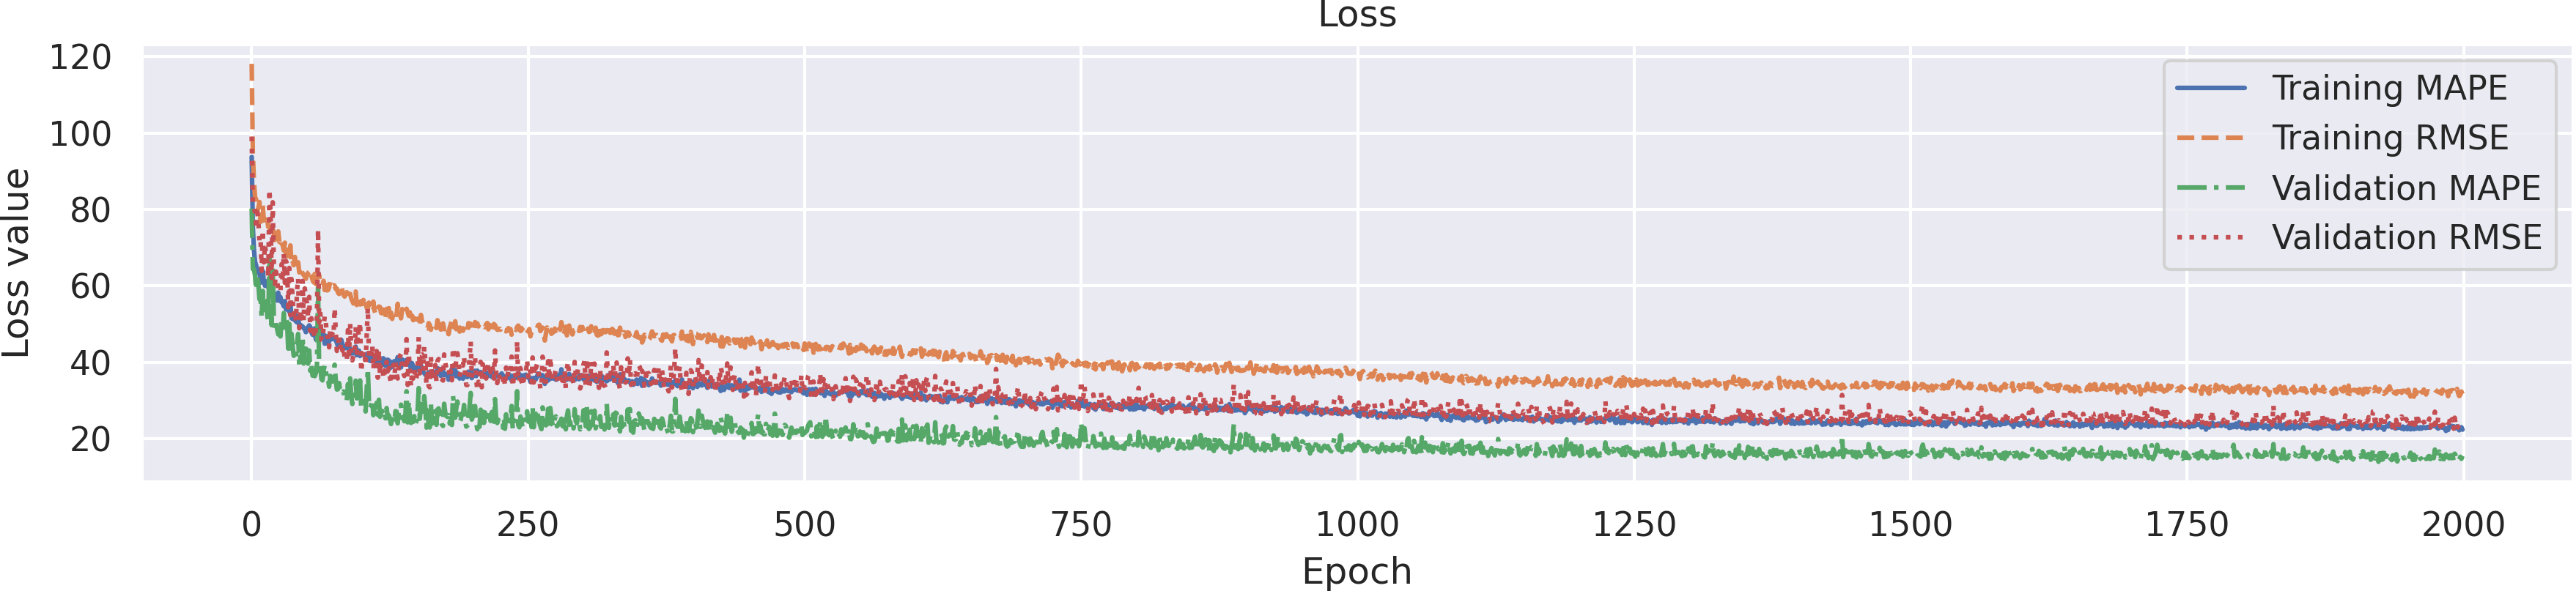 Loss
120
100
80
60
40
20
Loss value
Training MAPE
Training RMSE
Validation MAPE
Validation RMSE
0 250 500 750 1000 1250 1500 1750 2000
Epoch